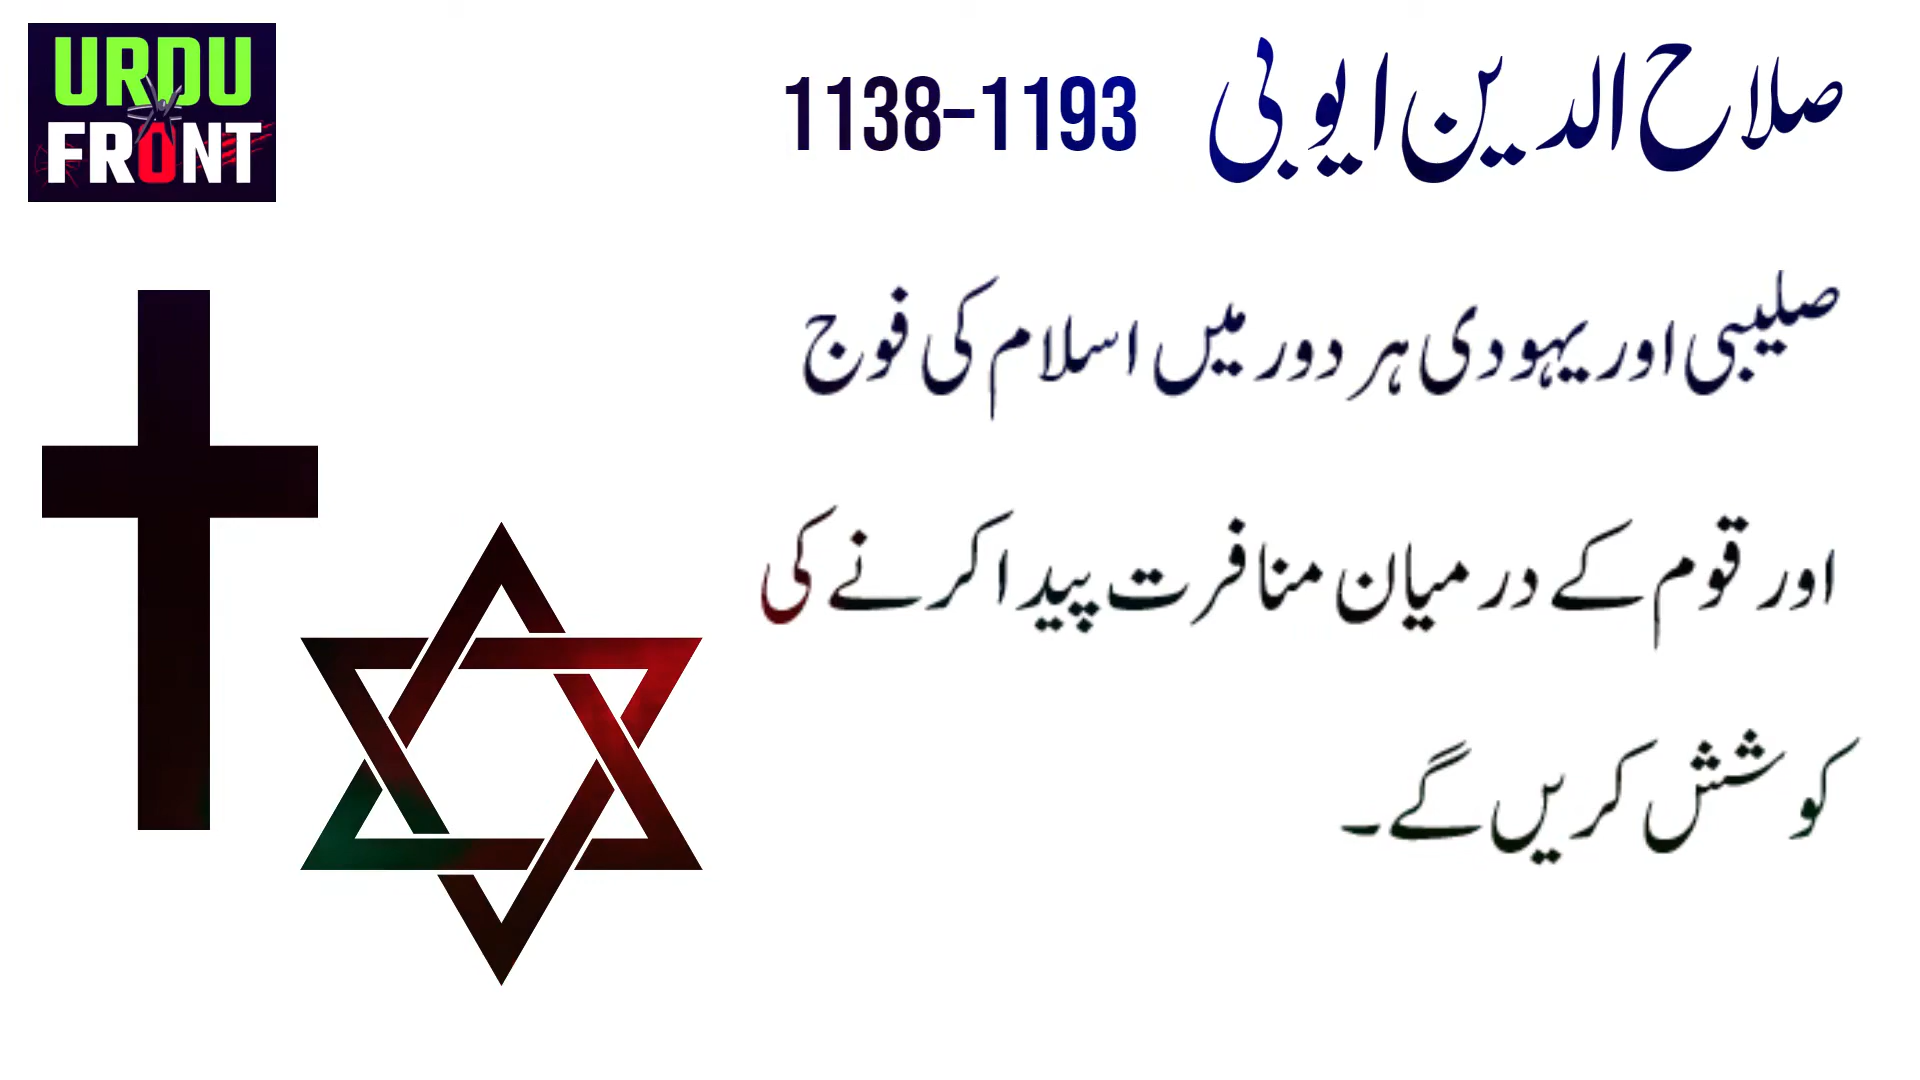 URDU
FRONT
صلاح الدین ایوبی 1138-1193
صلیبی اور یہودی ہر دور میں اسلام کی فوج
اور قوم کے درمیان منافرت پیدا کرنے کی
کوشش کریں گے۔